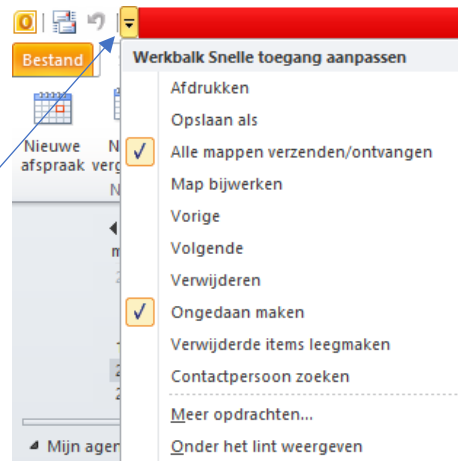 Bestand
Werkbalk Snelle toegang aanpassen
Afdrukken
Opslaan als
Nieuwe
afspraak
Alle mappen verzenden/ontvangen
Map bijwerken
Vorige
Volgende
Verwijderen
Ongedaan maken
Verwijderde items leegmaken
Contactpersoon zoeken
Meer opdrachten...
Mijn agen
Onder het lint weergeven